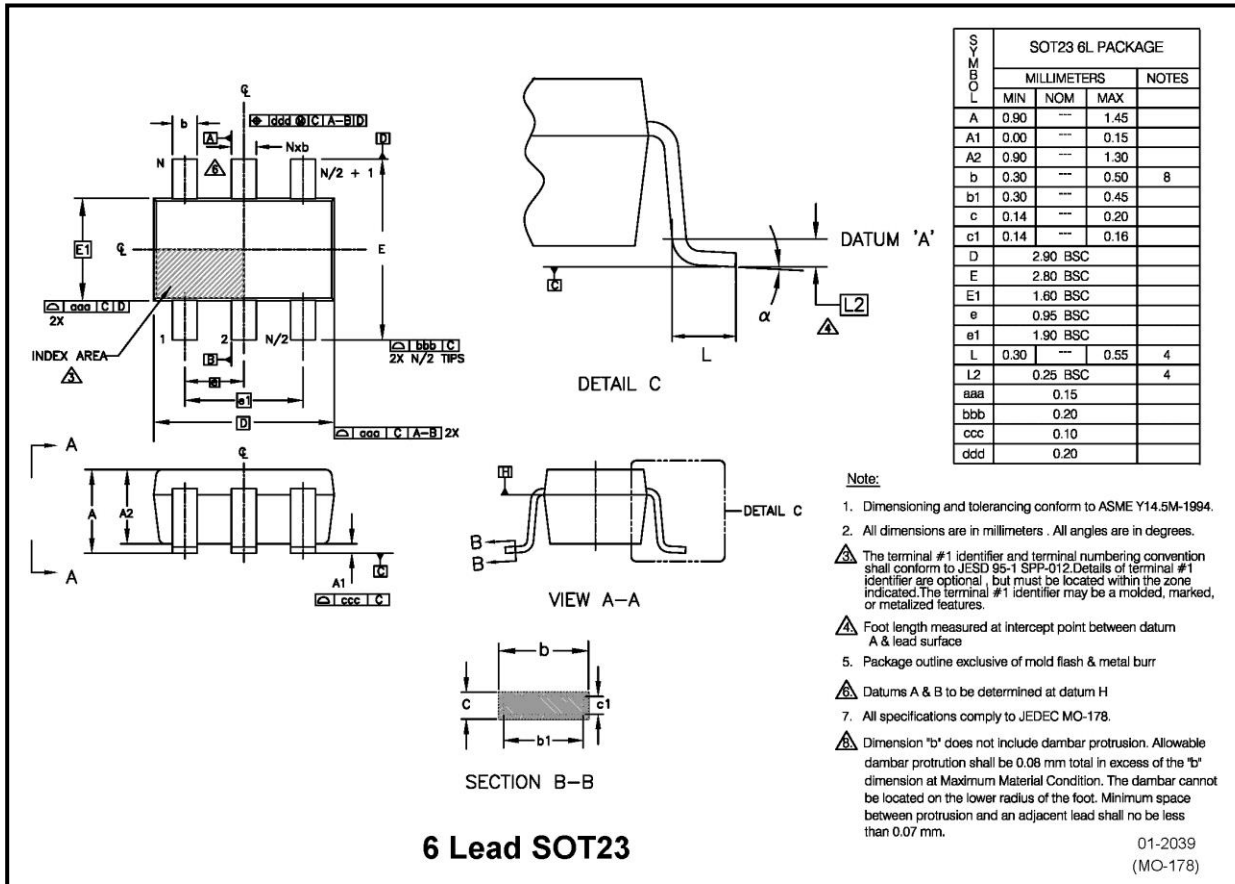 SYMBOL
SOT23 6L PACKAGE
MILLIMETERS NOTES
MIN NOM MAX
A 0.90 --- 1.45
A1 0.00 --- 0.15
A2 0.90 --- 1.30
b 0.30 --- 0.50 8
b1 0.30 --- 0.45
c 0.14 --- 0.20
c1 0.14 --- 0.16
D 2.90 BSC
E 2.80 BSC
E1 1.60 BSC
e 0.95 BSC
e1 1.90 BSC
L 0.30 --- 0.55 4
L2 0.25 BSC 4
aaa 0.15
bbb 0.20
ccc 0.10
ddd 0.20
℄
b
A
⌖ ddd Ⓜ C A-B D
D
N
6
Nxb
N/2 + 1
E1
℄
E
aaa C D
2X
1
2
N/2
INDEX AREA
3
B
bbb C
2X N/2 TIPS
e
e1
D
aaa C A-B 2X
DATUM 'A'
C
α
L2
4
L
DETAIL C
A
A
℄
A
A2
A1
C
ccc C
H
DETAIL C
B
B
VIEW A-A
b
C
c1
b1
SECTION B-B
Note:
1. Dimensioning and tolerancing conform to ASME Y14.5M-1994.
2. All dimensions are in millimeters . All angles are in degrees.
3. The terminal #1 identifier and terminal numbering convention
shall conform to JESD 95-1 SPP-012.Details of terminal #1
identifier are optional , but must be located within the zone
indicated.The terminal #1 identifier may be a molded, marked,
or metalized features.
4. Foot length measured at intercept point between datum
A & lead surface
5. Package outline exclusive of mold flash & metal burr
6. Datums A & B to be determined at datum H
7. All specifications comply to JEDEC MO-178.
8. Dimension "b" does not include dambar protrusion. Allowable
dambar protrution shall be 0.08 mm total in excess of the "b"
dimension at Maximum Material Condition. The dambar cannot
be located on the lower radius of the foot. Minimum space
between protrusion and an adjacent lead shall no be less
than 0.07 mm.
6 Lead SOT23
01-2039
(MO-178)